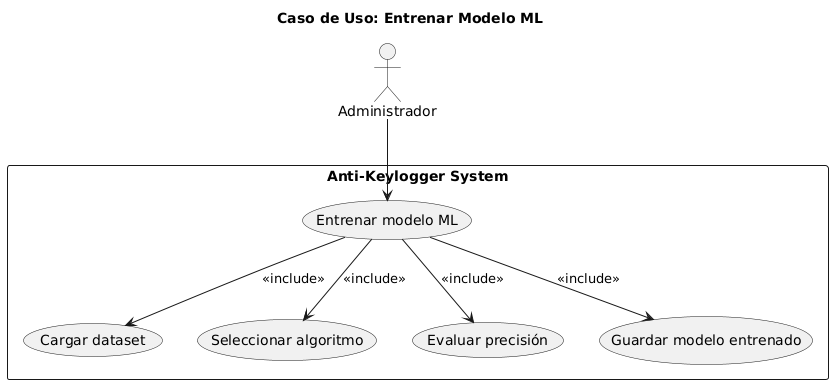 Caso de Uso: Entrenar Modelo ML
Administrador
Anti-Keylogger System
Entrenar modelo ML
«include»
«include»
«include»
«include»
Cargar dataset
Seleccionar algoritmo
Evaluar precisión
Guardar modelo entrenado